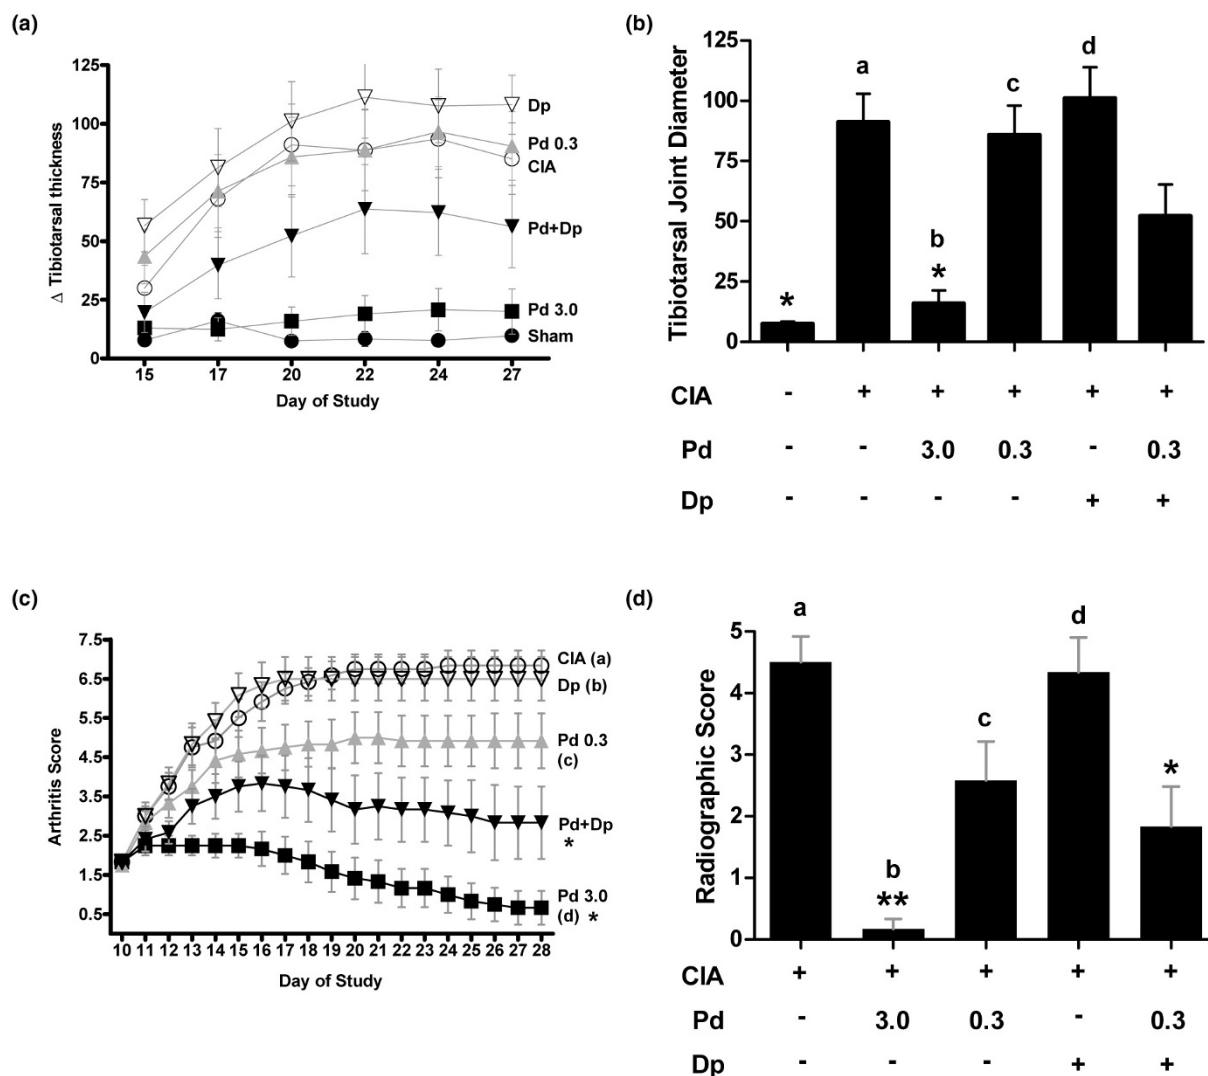 (a)
125
100
75
50
25
0
Δ Tibiotarsal thickness
Dp
Pd 0.3
CIA
Pd+Dp
Pd 3.0
Sham
15 17 20 22 24 27
Day of Study
(b)
125
100
75
50
25
0
Tibiotarsal Joint Diameter
* a b * c d
CIA - + + + + +
Pd - - 3.0 0.3 - 0.3
Dp - - - - + +
(c)
7.5
6.5
5.5
4.5
3.5
2.5
1.5
0.5
Arthritis Score
CIA (a)
Dp (b)
Pd 0.3
(c)
Pd+Dp
*
Pd 3.0
(d) *
10 11 12 13 14 15 16 17 18 19 20 21 22 23 24 25 26 27 28
Day of Study
(d)
5
4
3
2
1
0
Radiographic Score
a b ** c d *
CIA + + + + +
Pd - 3.0 0.3 - 0.3
Dp - - - + +